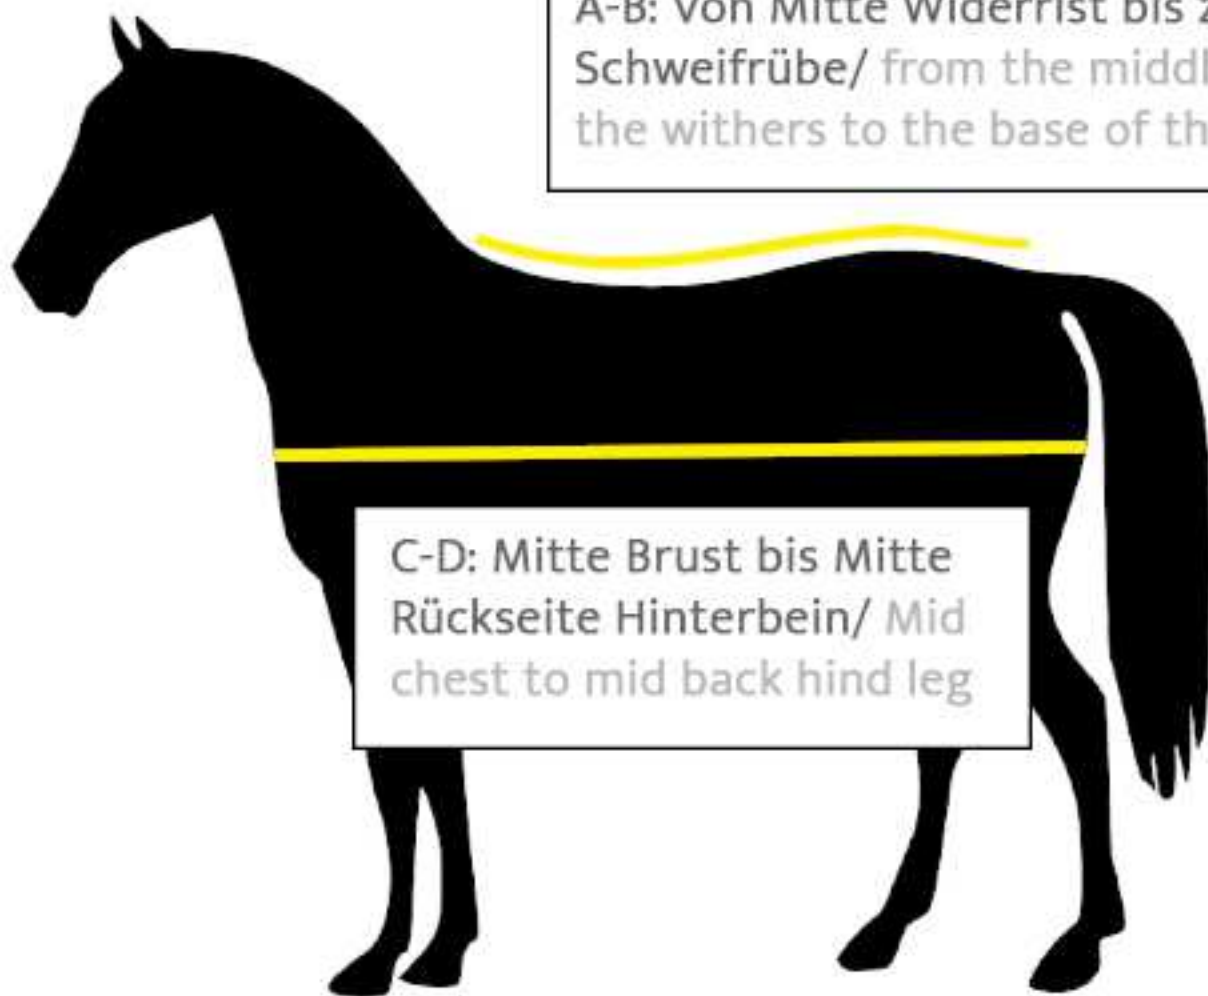 A-B: Von Mitte Widerrist bis
Schweifrübe/ from the
the withers to the base of
C-D: Mitte Brust bis Mitte
Rückseite Hinterbein/ Mid
chest to mid back hind leg